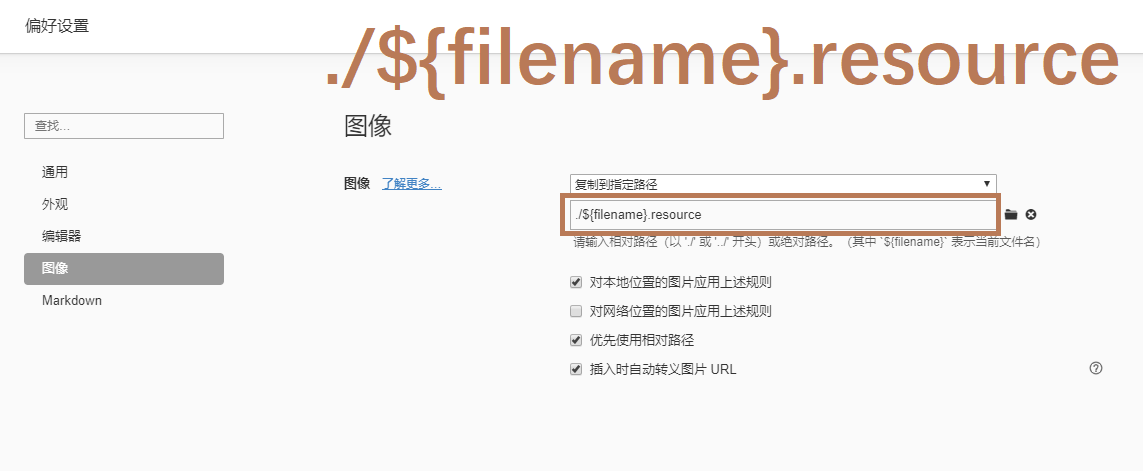 偏好设置
./${filename}.resource
查找...
通用
外观
编辑器
图像
Markdown
图像
图像 了解更多...
复制到指定路径
./${filename}.resource
请输入相对路径（以 './' 或 '../' 开头）或绝对路径。（其中 `${filename}` 表示当前文件名）
对本地位置的图片应用上述规则
对网络位置的图片应用上述规则
优先使用相对路径
插入时自动转义图片 URL